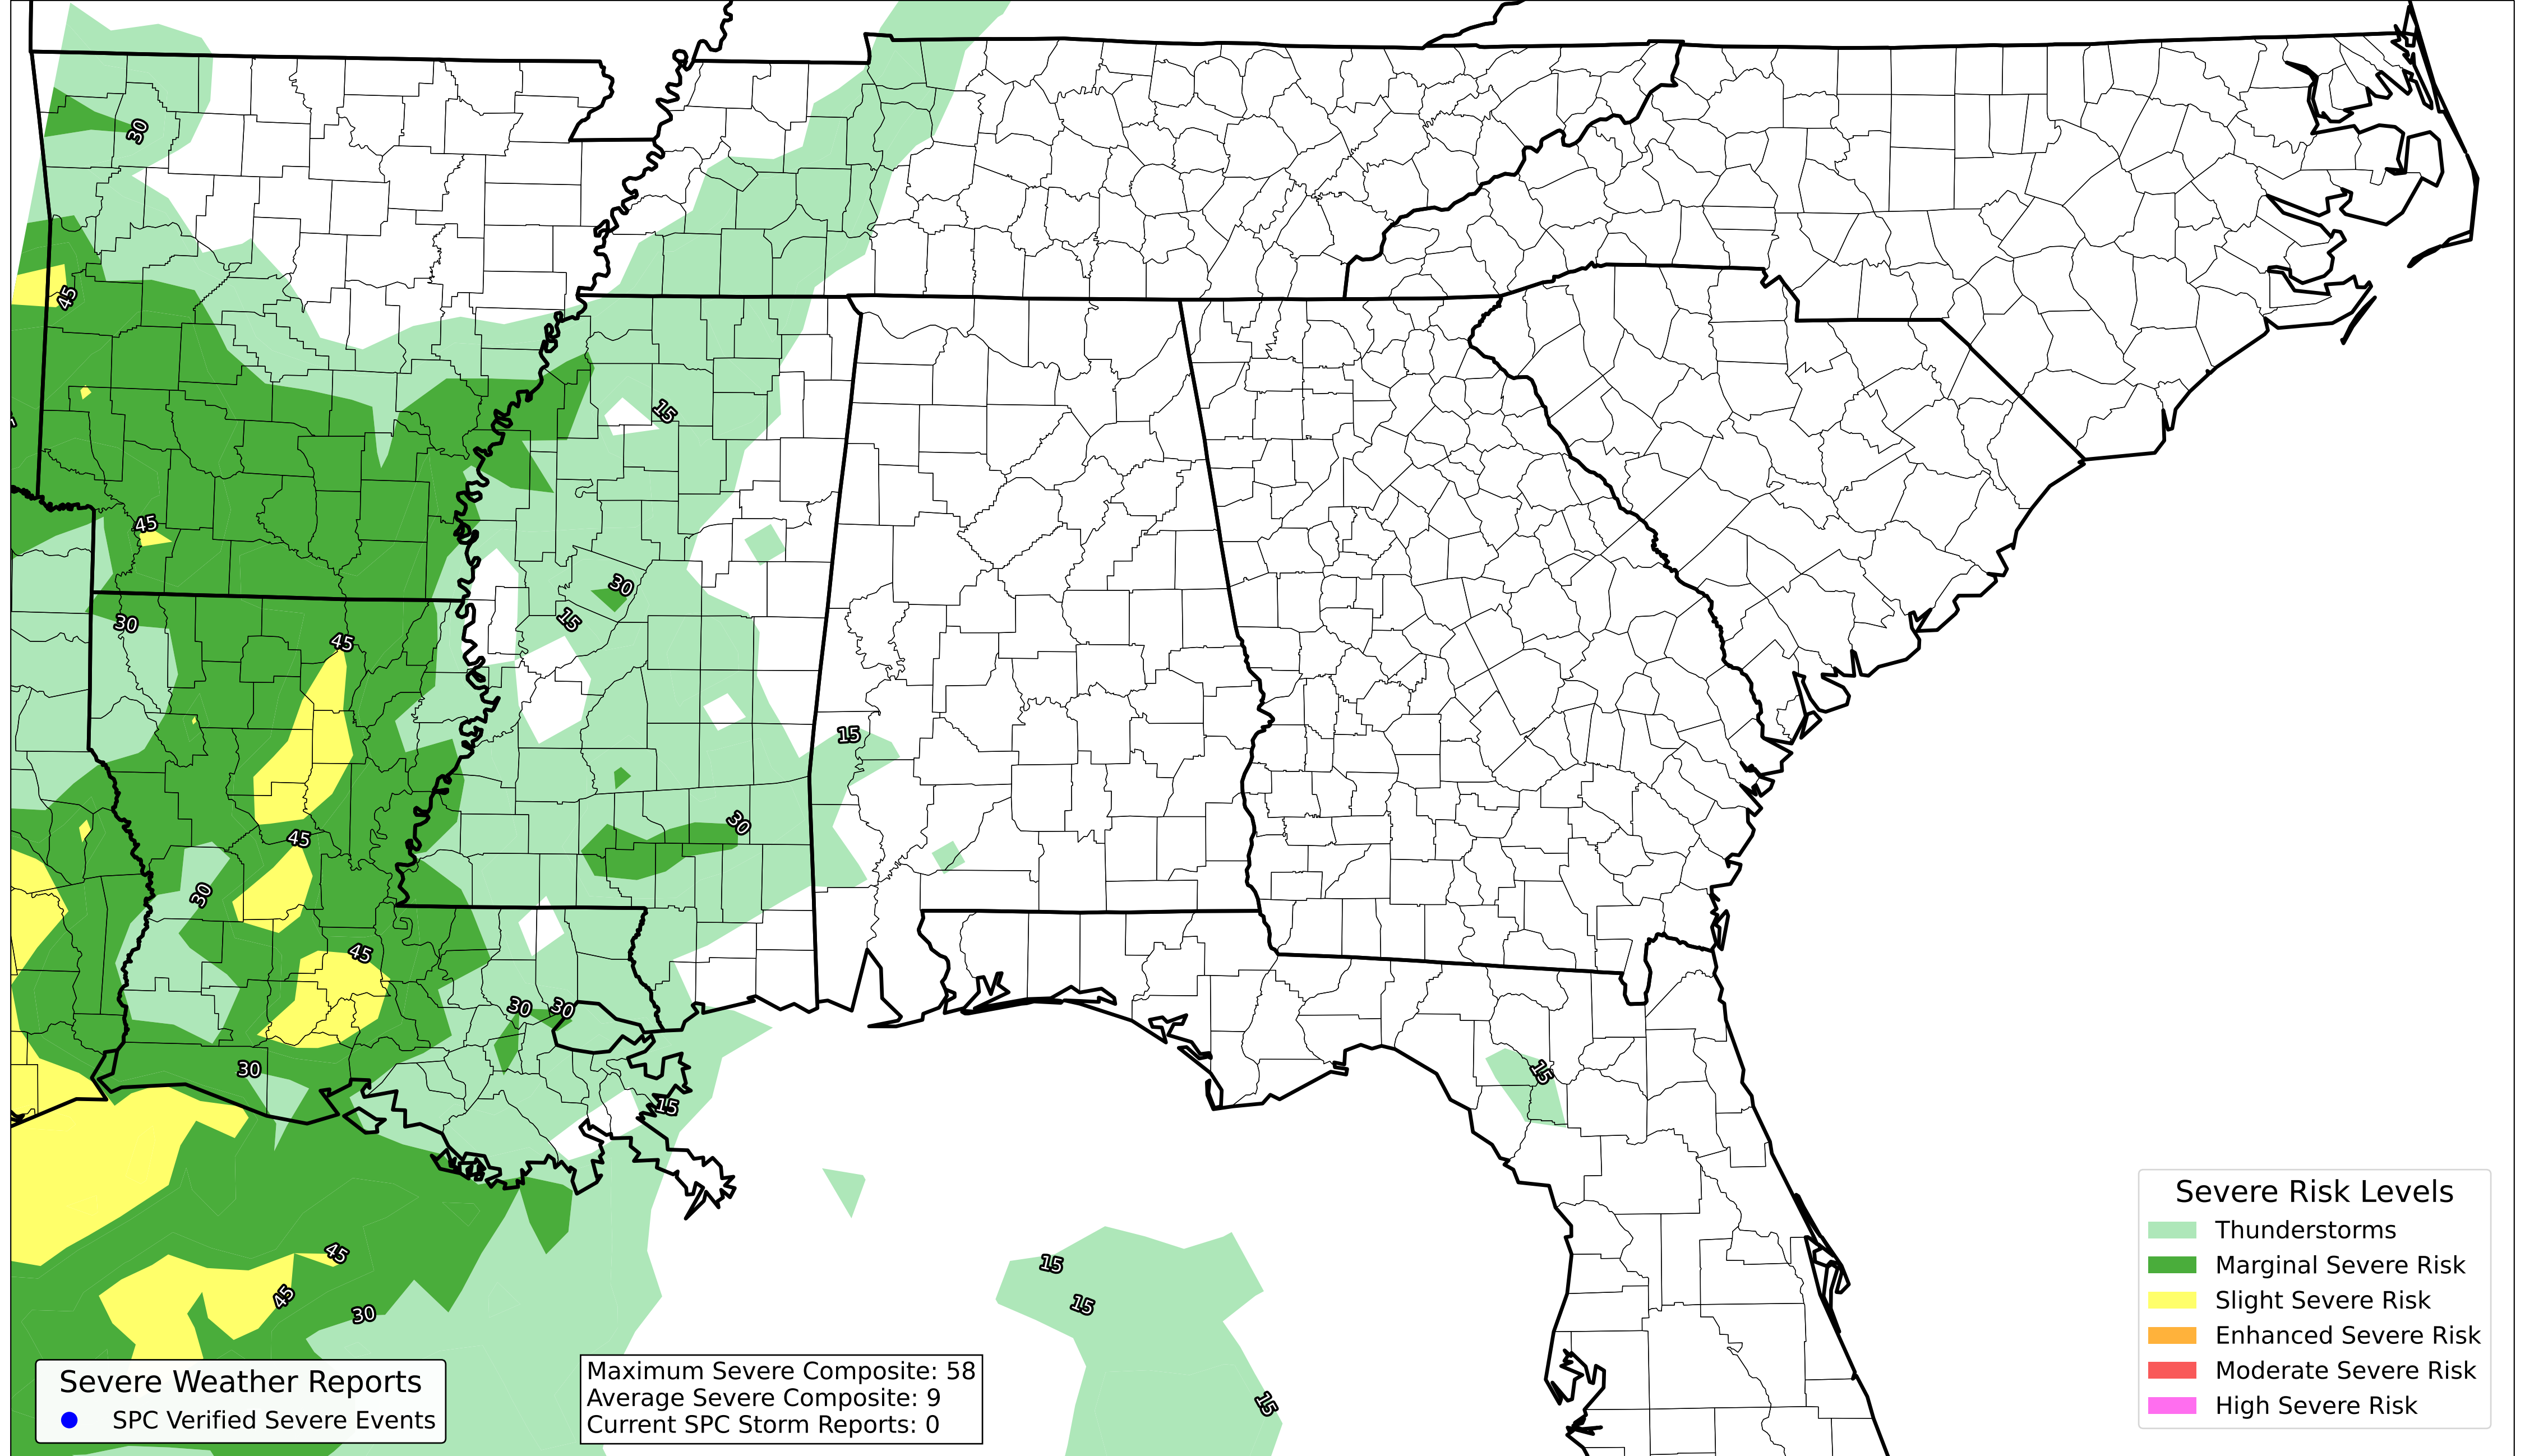 30
45
15
45
30
15
30
45
15
30
45
30
45
30
30
30
15
15
45
15
45
15
30
15
Severe Risk Levels
Thunderstorms
Marginal Severe Risk
Slight Severe Risk
Enhanced Severe Risk
Moderate Severe Risk
High Severe Risk
Severe Weather Reports
SPC Verified Severe Events
Maximum Severe Composite: 58
Average Severe Composite: 9
Current SPC Storm Reports: 0